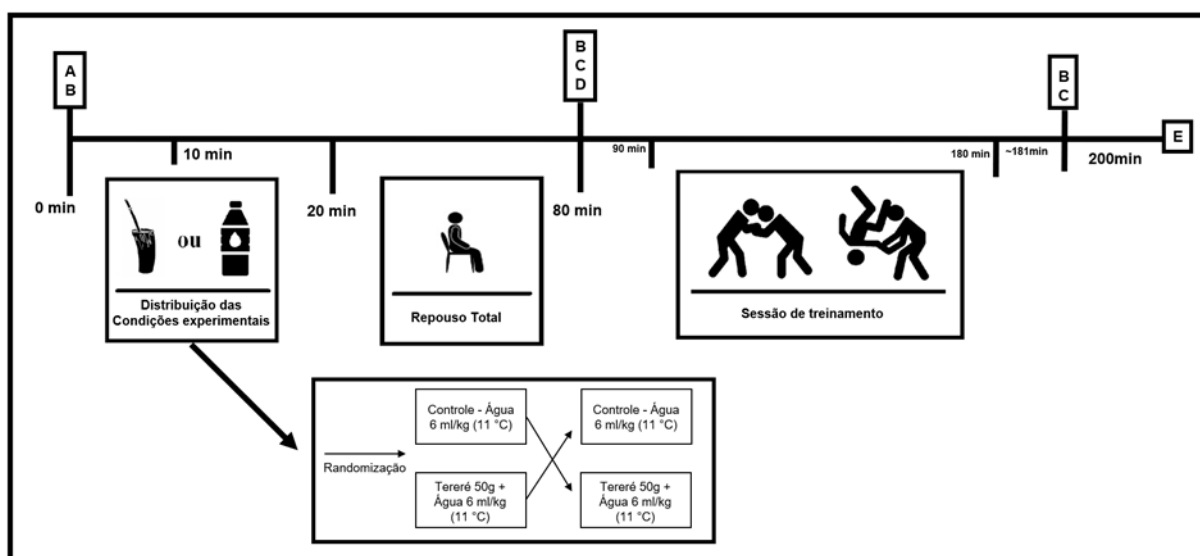 A
B
B
C
D
B
C
E
10 min
90 min
180 min
~181min
200min
0 min
20 min
80 min
ou
Distribuição das
Condições experimentais
Repouso Total
Sessão de treinamento
Randomização
Controle - Água
6 ml/kg (11 °C)
Controle - Água
6 ml/kg (11 °C)
Tereré 50g +
Água 6 ml/kg
(11 °C)
Tereré 50g +
Água 6 ml/kg
(11 °C)